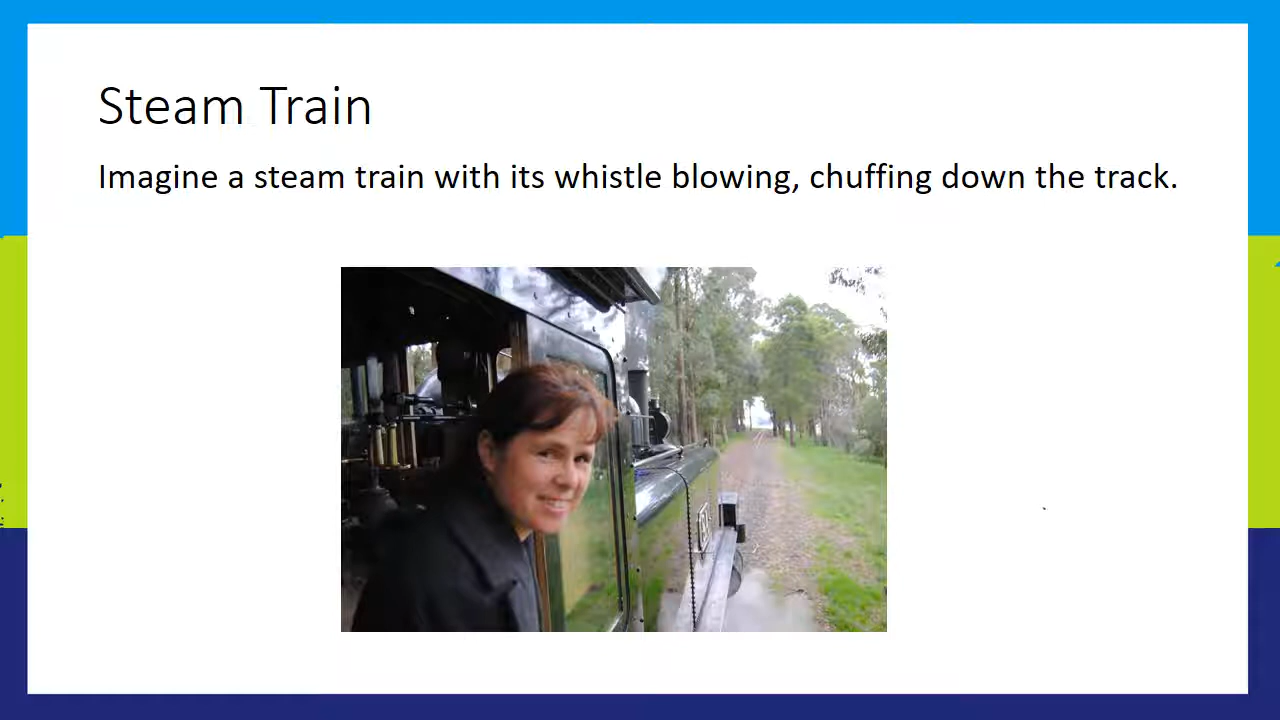 Steam Train
Imagine a steam train with its whistle blowing, chuffing down the track.